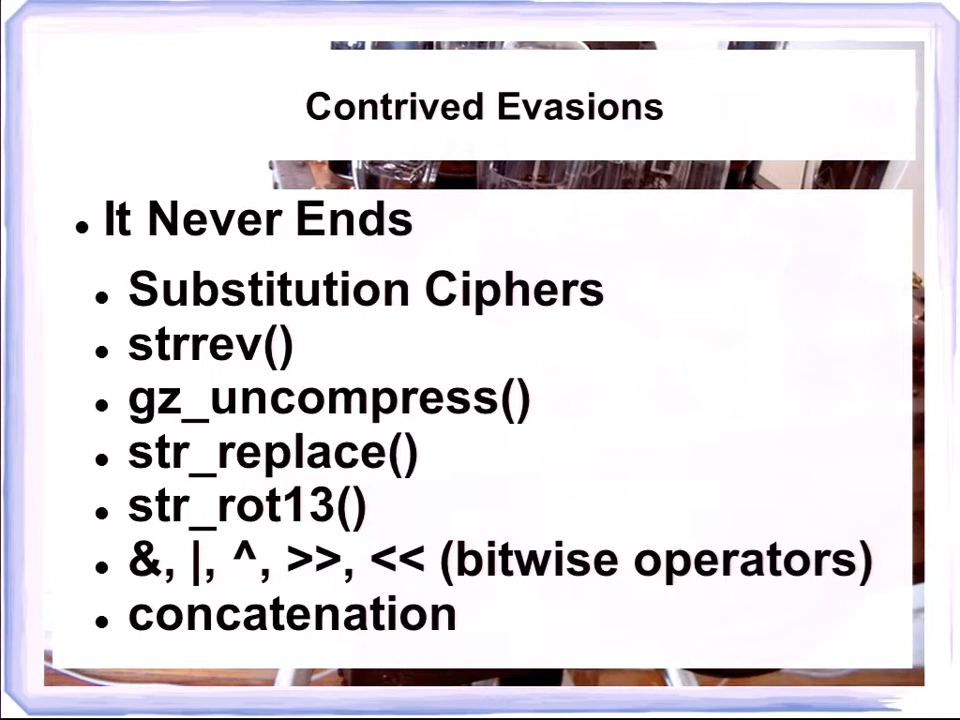 Contrived Evasions
It Never Ends
Substitution Ciphers
strrev()
gz_uncompress()
str_replace()
str_rot13()
&, |, ^, >>, << (bitwise operators)
concatenation